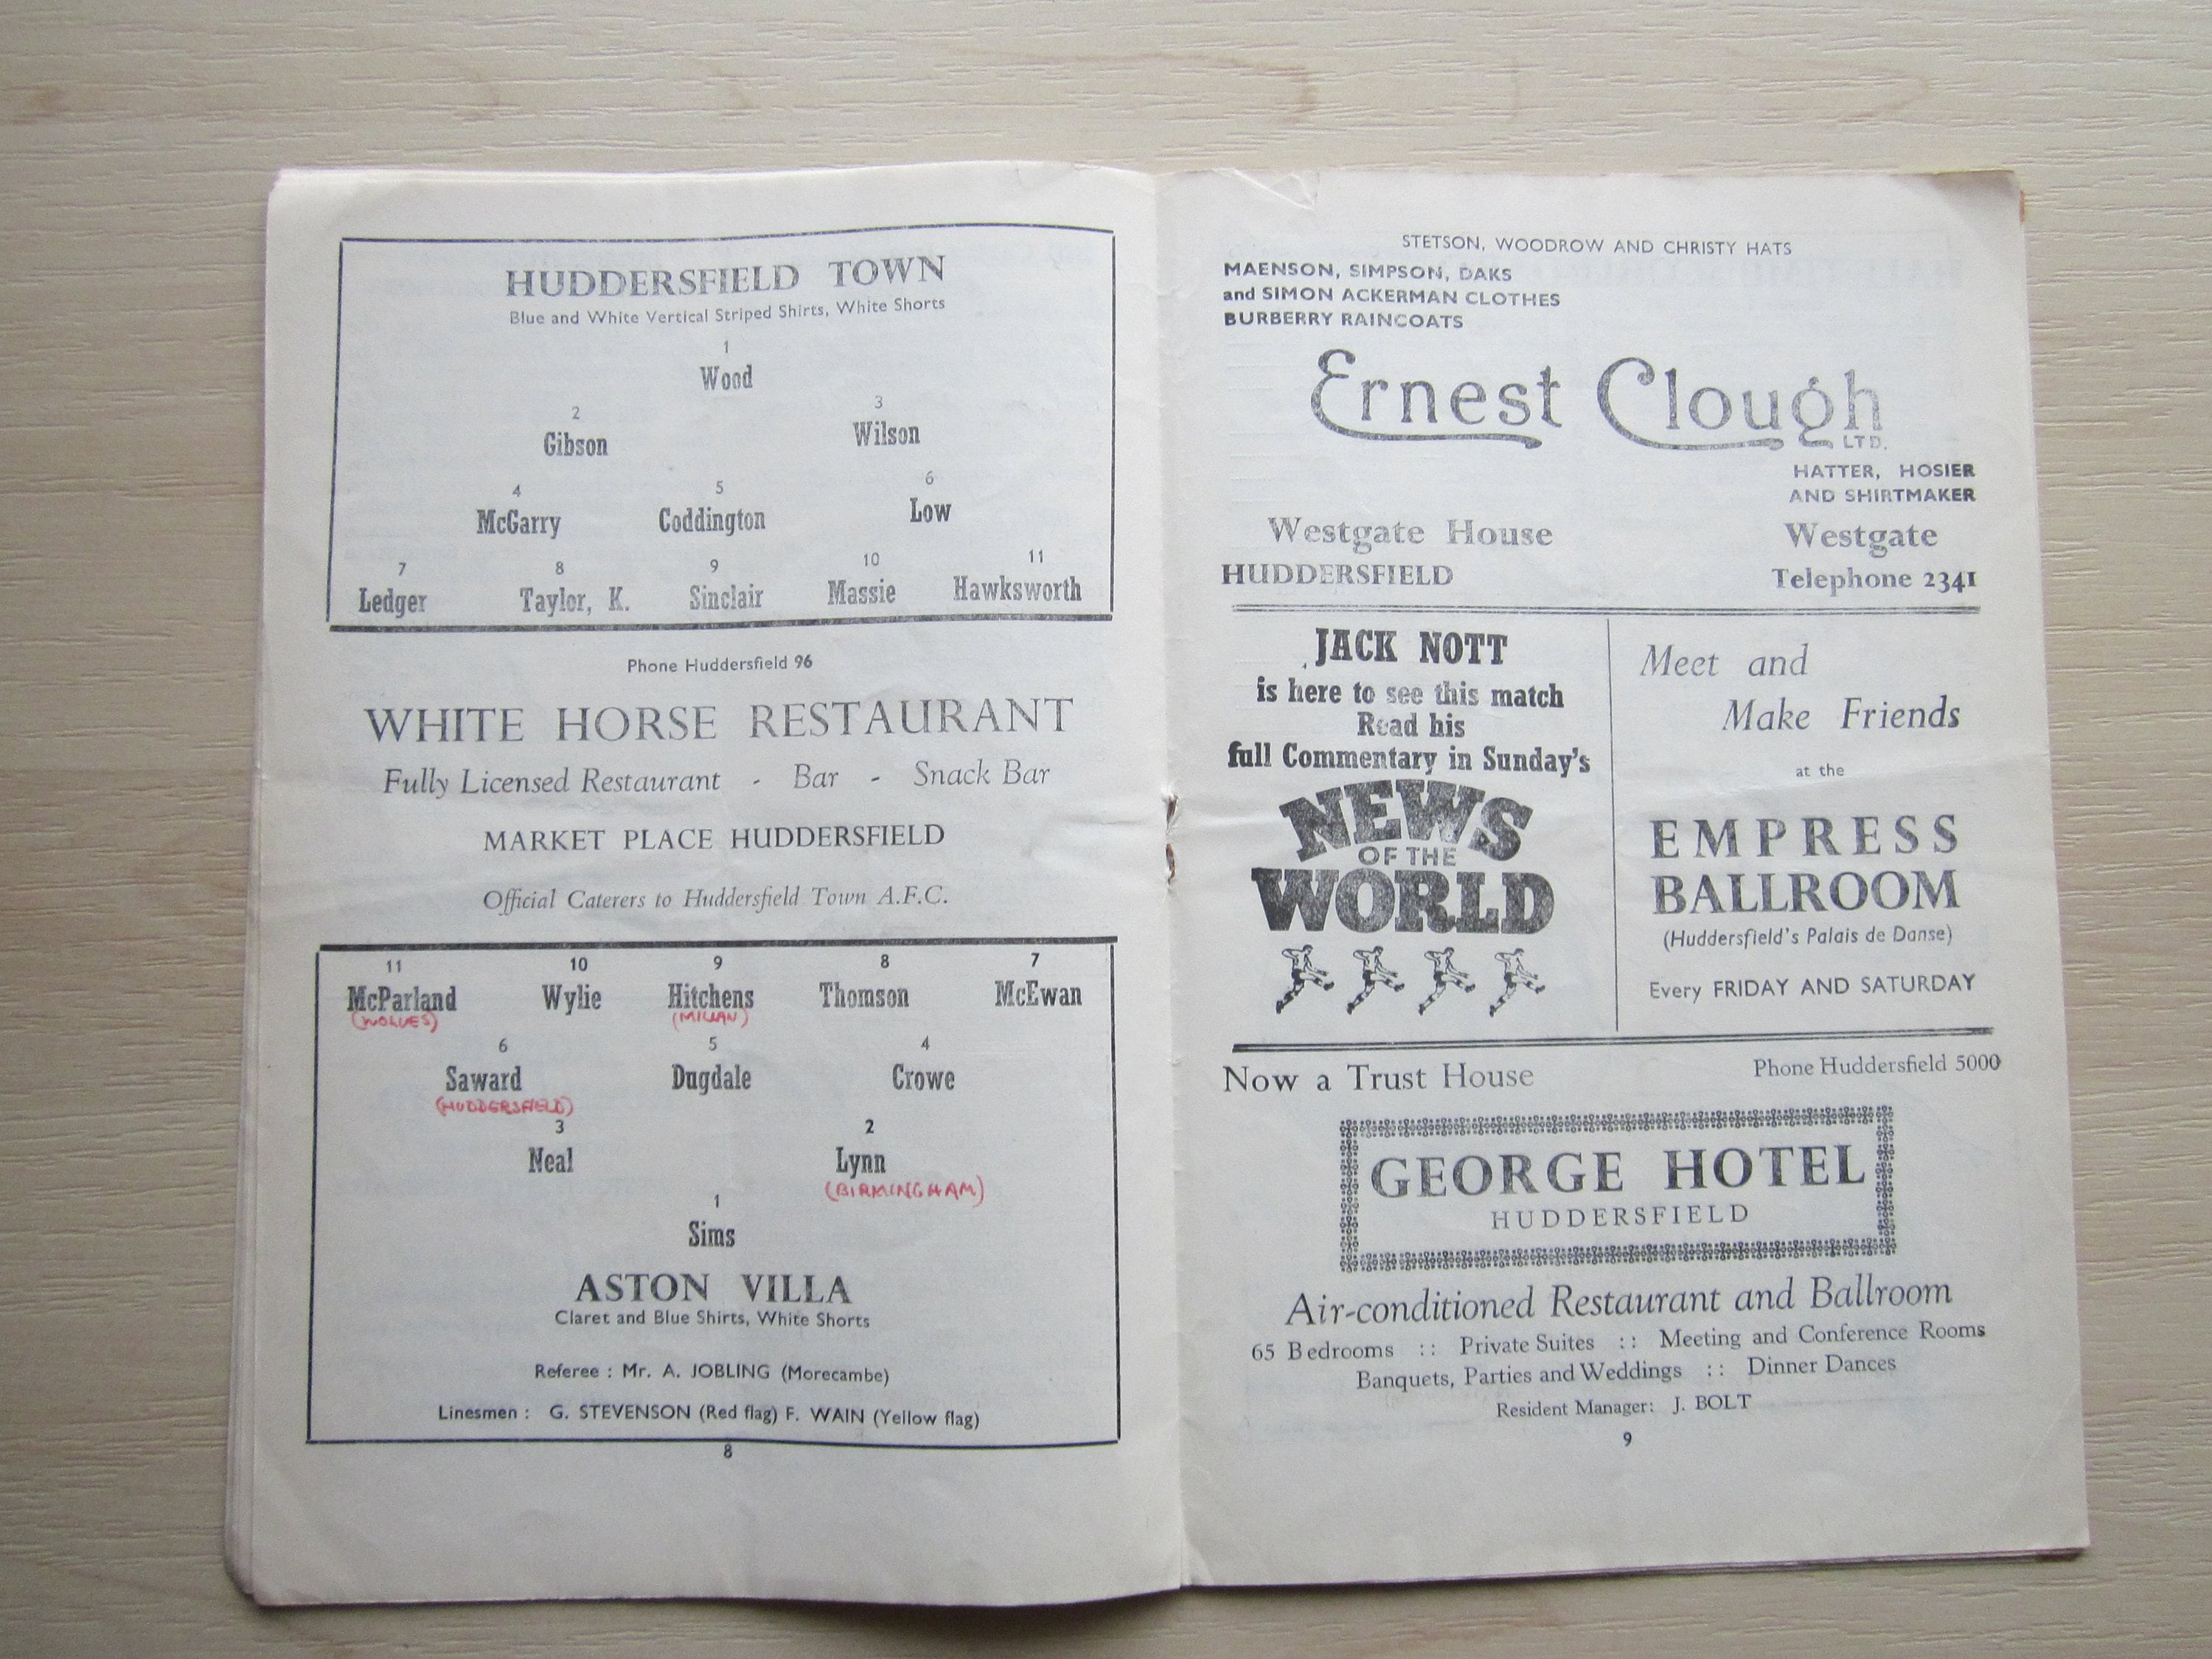 HUDDERSFIELD TOWN
Blue and White Vertical Striped Shirts, White Shorts
1
Wood
2 3
Gibson Wilson
4 5 6
McGarry Coddington Low
7 8 9 10 11
Ledger Taylor, K. Sinclair Massie Hawksworth
Phone Huddersfield 96
WHITE HORSE RESTAURANT
Fully Licensed Restaurant - Bar - Snack Bar
MARKET PLACE HUDDERSFIELD
Official Caterers to Huddersfield Town A.F.C.
11 10 9 8 7
McParland Wylie Hitchens Thomson McEwan
(WOLVES) (MILAN)
6 5 4
Saward Dugdale Crowe
(HUDDERSFIELD)
3 2
Neal Lynn
(BIRMINGHAM)
1
Sims
ASTON VILLA
Claret and Blue Shirts, White Shorts
Referee : Mr. A. JOBLING (Morecambe)
Linesmen : G. STEVENSON (Red flag) F. WAIN (Yellow flag)
8
STETSON, WOODROW AND CHRISTY HATS
MAENSON, SIMPSON, DAKS
and SIMON ACKERMAN CLOTHES
BURBERRY RAINCOATS
Ernest Clough
LTD.
HATTER, HOSIER
AND SHIRTMAKER
Westgate House Westgate
HUDDERSFIELD Telephone 2341
JACK NOTT
is here to see this match
Read his
full Commentary in Sunday's
NEWS
OF THE
WORLD
Meet and
Make Friends
at the
EMPRESS
BALLROOM
(Huddersfield's Palais de Danse)
Every FRIDAY AND SATURDAY
Now a Trust House Phone Huddersfield 5000
GEORGE HOTEL
HUDDERSFIELD
Air-conditioned Restaurant and Ballroom
65 Bedrooms :: Private Suites :: Meeting and Conference Rooms
Banquets, Parties and Weddings :: Dinner Dances
Resident Manager: J. BOLT
9